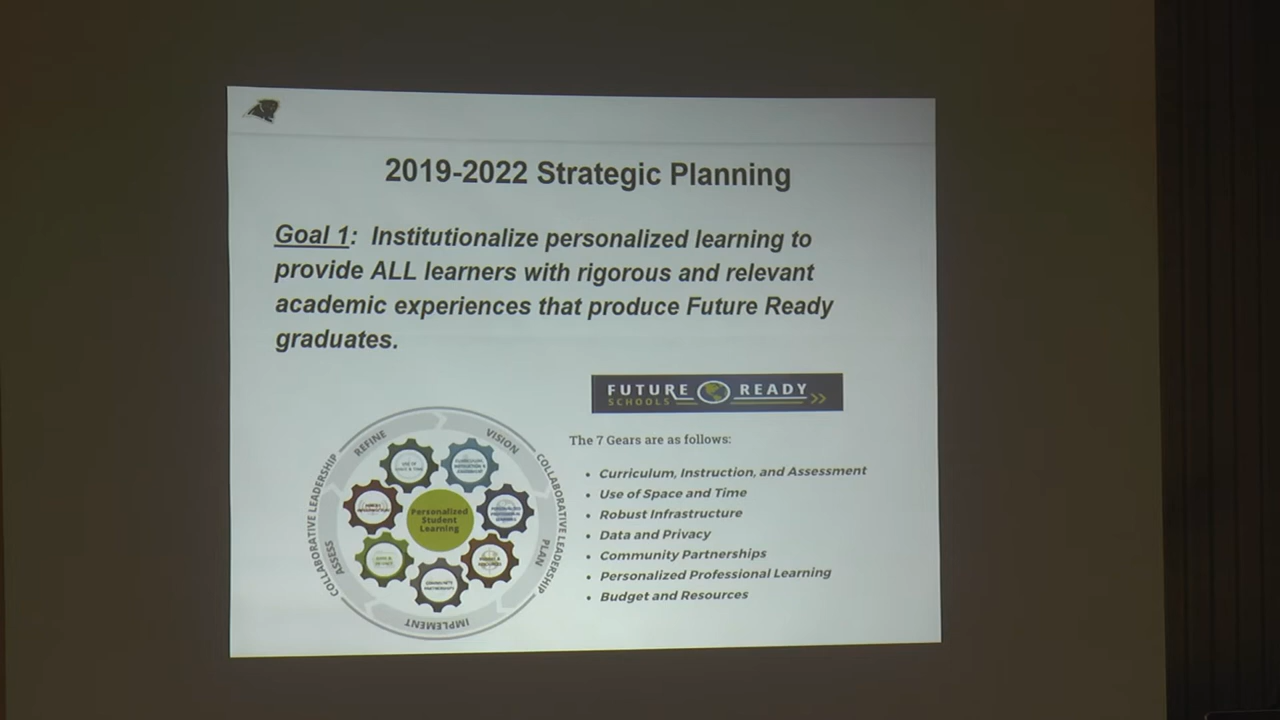 2019-2022 Strategic Planning
Goal 1: Institutionalize personalized learning to
provide ALL learners with rigorous and relevant
academic experiences that produce Future Ready
graduates.
FUTURE READY
SCHOOLS
The 7 Gears are as follows:
• Curriculum, Instruction, and Assessment
• Use of Space and Time
• Robust Infrastructure
• Data and Privacy
• Community Partnerships
• Personalized Professional Learning
• Budget and Resources
COLLABORATIVE LEADERSHIP
COLLABORATIVE LEADERSHIP
REFINE
VISION
PLAN
IMPLEMENT
ASSESS
Personalized
Student
Learning
COMMUNITY
PARTNERSHIPS